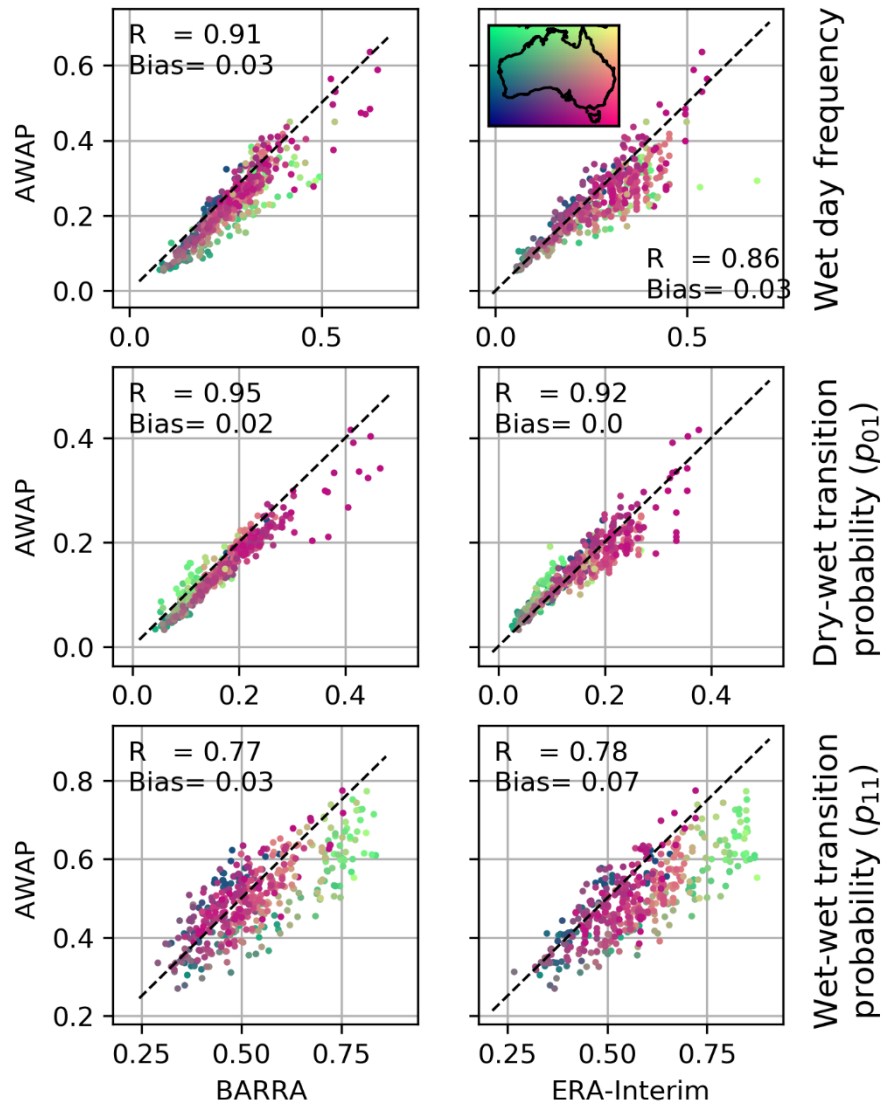 R = 0.91
Bias= 0.03
0.6
0.4
0.2
0.0
AWAP
0.0 0.5
R = 0.86
Bias= 0.03
0.0 0.5
Wet day frequency
R = 0.95
Bias= 0.02
0.4
0.2
0.0
AWAP
0.0 0.2 0.4
R = 0.92
Bias= 0.0
0.0 0.2 0.4
Dry-wet transition
probability (p01)
R = 0.77
Bias= 0.03
0.8
0.6
0.4
0.2
AWAP
0.25 0.50 0.75
BARRA
R = 0.78
Bias= 0.07
0.25 0.50 0.75
ERA-Interim
Wet-wet transition
probability (p11)